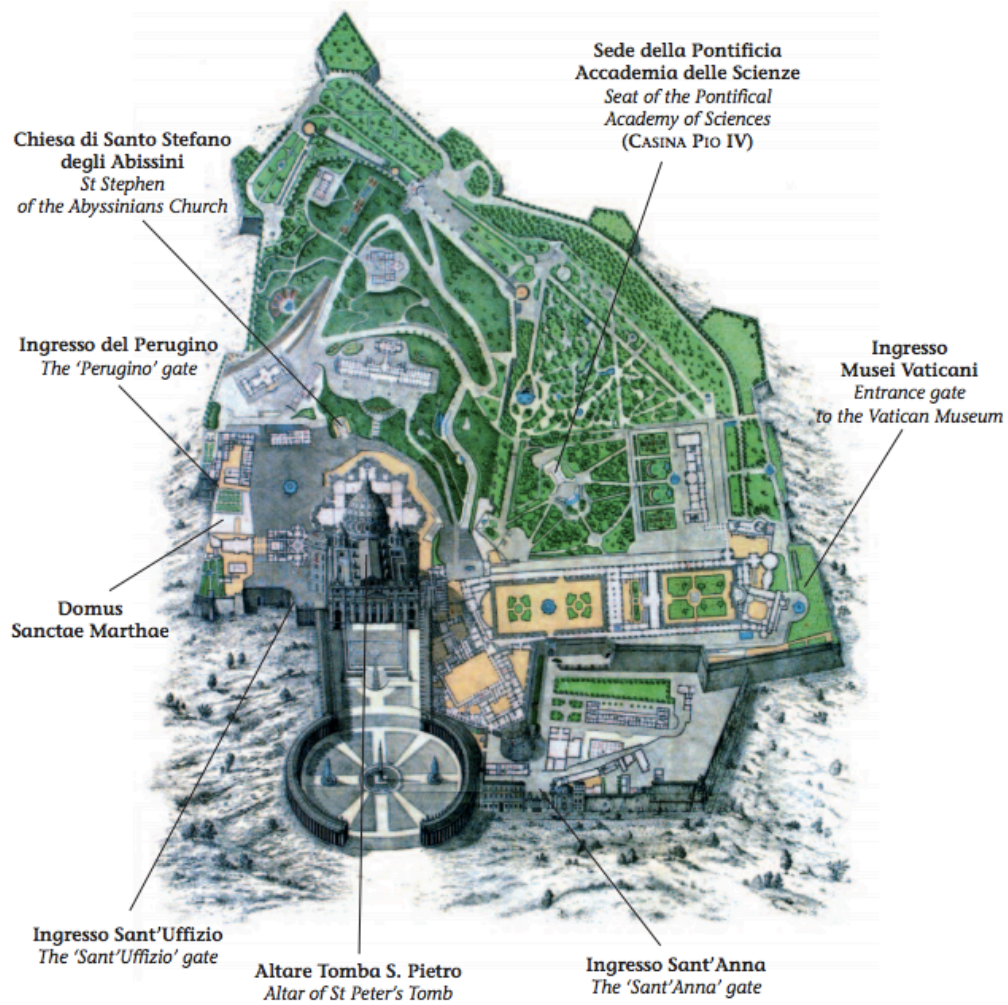 Sede della Pontificia
Accademia delle Scienze
Seat of the Pontifical
Academy of Sciences
(CASINA PIO IV)
Chiesa di Santo Stefano
degli Abissini
St Stephen
of the Abyssinians Church
Ingresso del Perugino
The ‘Perugino’ gate
Ingresso
Musei Vaticani
Entrance gate
to the Vatican Museum
Domus
Sanctae Marthae
Ingresso Sant’Uffizio
The ‘Sant’Uffizio’ gate
Altare Tomba S. Pietro
Altar of St Peter’s Tomb
Ingresso Sant’Anna
The ‘Sant’Anna’ gate